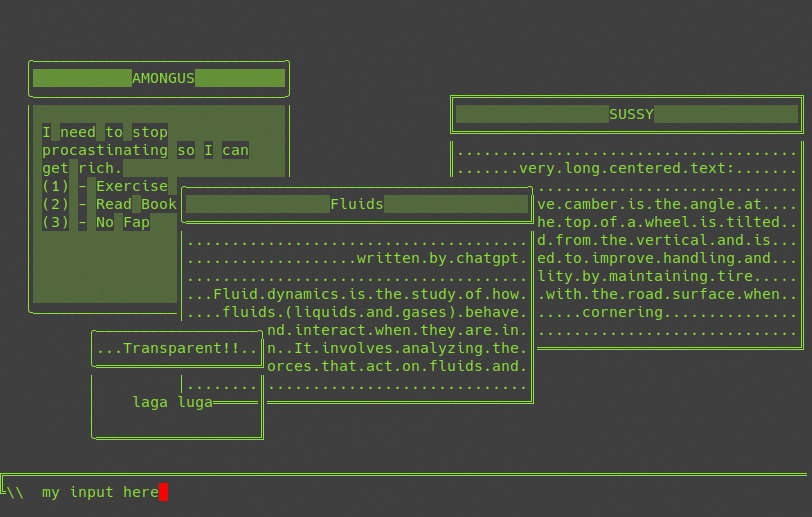 AMONGUS
I need to stop
procastinating so I can
get rich.
(1) - Exercise
(2) - Read Book
(3) - No Fap
SUSSY
......................................
.......very.long.centered.text:.......
.............................
ve.camber.is.the.angle.at....
he.top.of.a.wheel.is.tilted..
d.from.the.vertical.and.is...
ed.to.improve.handling.and...
lity.by.maintaining.tire.....
.with.the.road.surface.when..
.....cornering...............
.............................
Fluids
......................................
...................written.by.chatgpt.
......................................
...Fluid.dynamics.is.the.study.of.how.
....fluids.(liquids.and.gases).behave.
nd.interact.when.they.are.in.
n..It.involves.analyzing.the.
orces.that.act.on.fluids.and.
........ .............................
...Transparent!!..
laga luga
\\ my input here